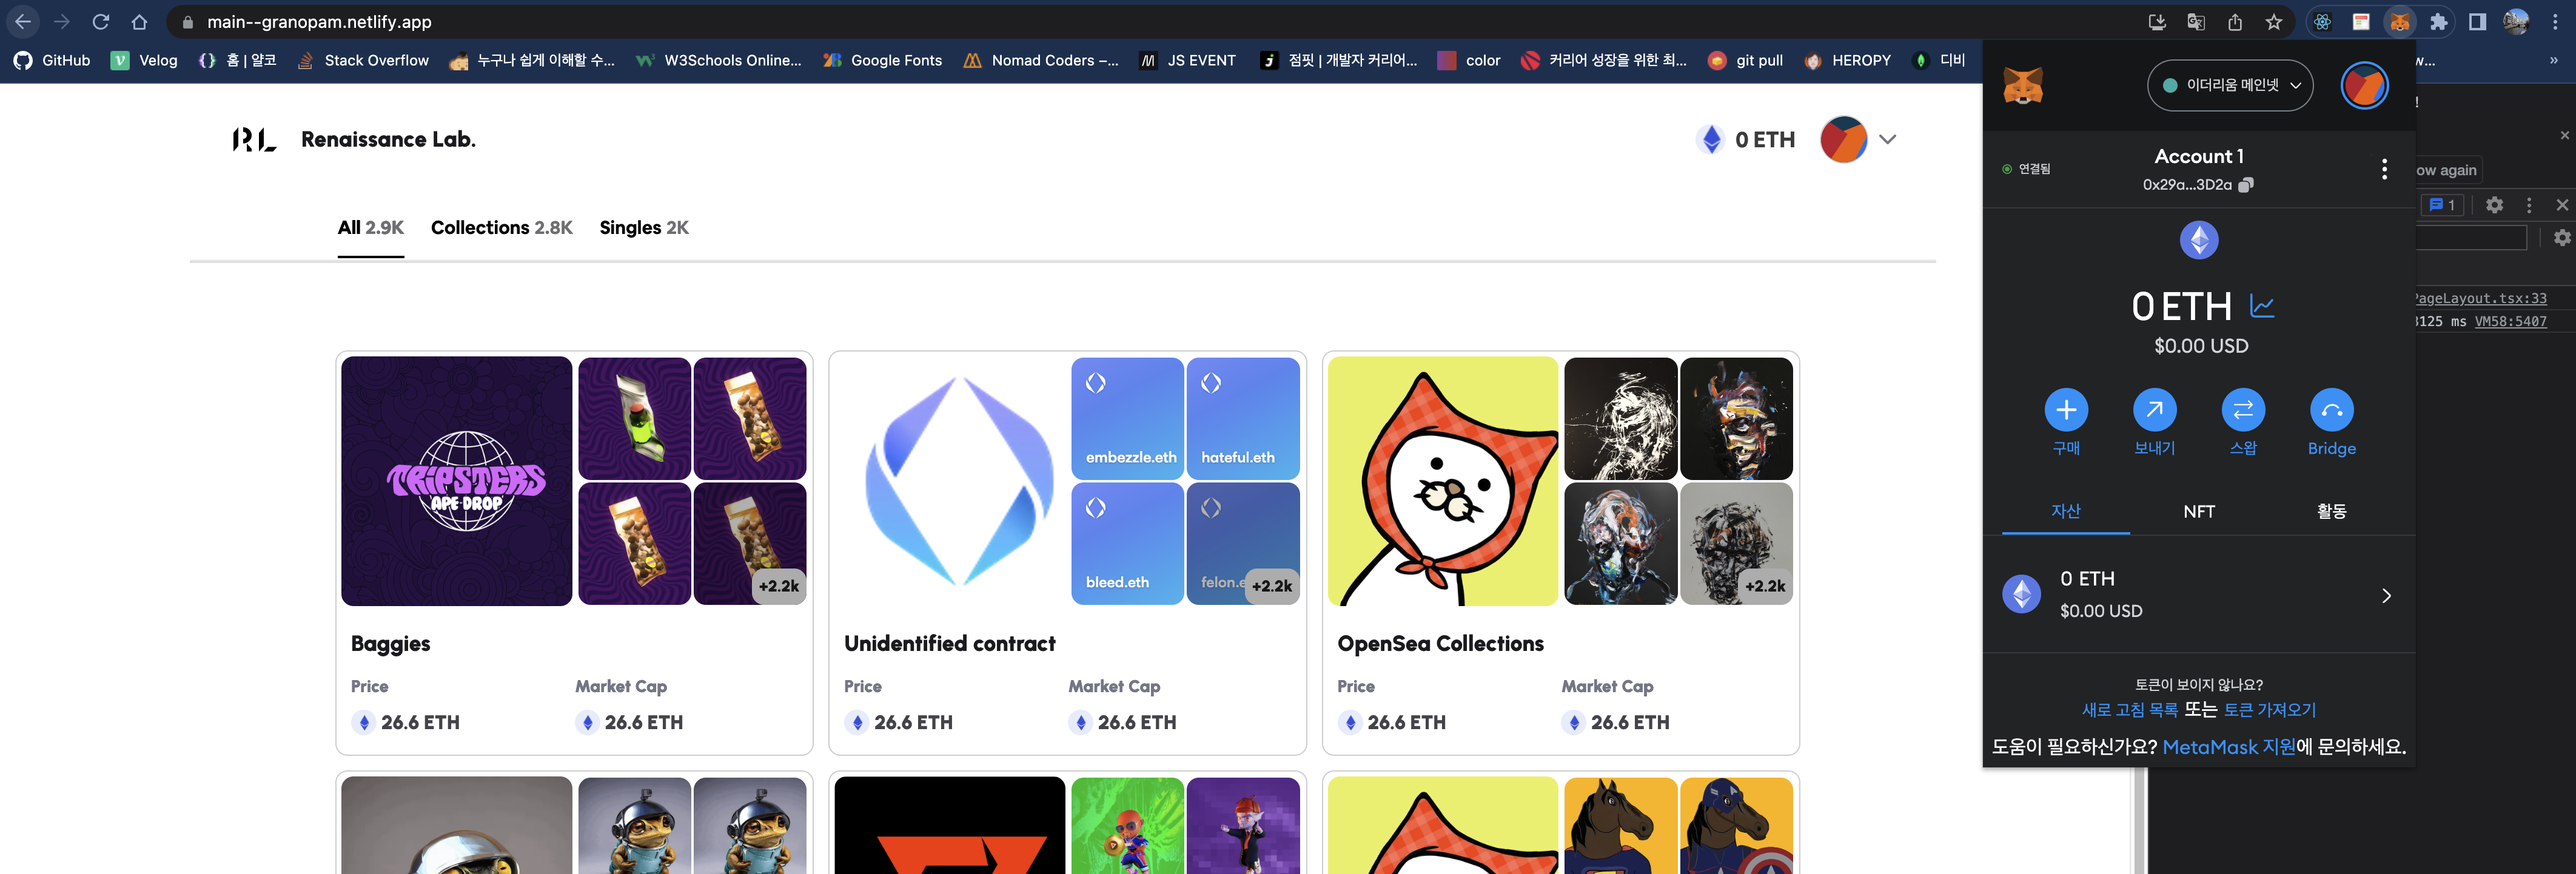 main--granopam.netlify.app
GitHub
Velog
홈 | 얄코
Stack Overflow
누구나 쉽게 이해할 수...
W3Schools Online...
Google Fonts
Nomad Coders –...
JS EVENT
점핏 | 개발자 커리어...
color
커리어 성장을 위한 최...
git pull
HEROPY
디비
»
RL Renaissance Lab.
0 ETH
All 2.9K
Collections 2.8K
Singles 2K
TRIPSTERS
APE DROP
+2.2k
Baggies
Price
Market Cap
26.6 ETH
26.6 ETH
embezzle.eth
hateful.eth
bleed.eth
felon.e
+2.2k
Unidentified contract
Price
Market Cap
26.6 ETH
26.6 ETH
+2.2k
OpenSea Collections
Price
Market Cap
26.6 ETH
26.6 ETH
이더리움 메인넷
연결됨
Account 1
0x29a...3D2a
0 ETH
$0.00 USD
구매
보내기
스왑
Bridge
자산
NFT
활동
0 ETH
$0.00 USD
토큰이 보이지 않나요?
새로 고침 목록 또는 토큰 가져오기
도움이 필요하신가요? MetaMask 지원에 문의하세요.
w...
ow again
1
PageLayout.tsx:33
3125 ms VM58:5407